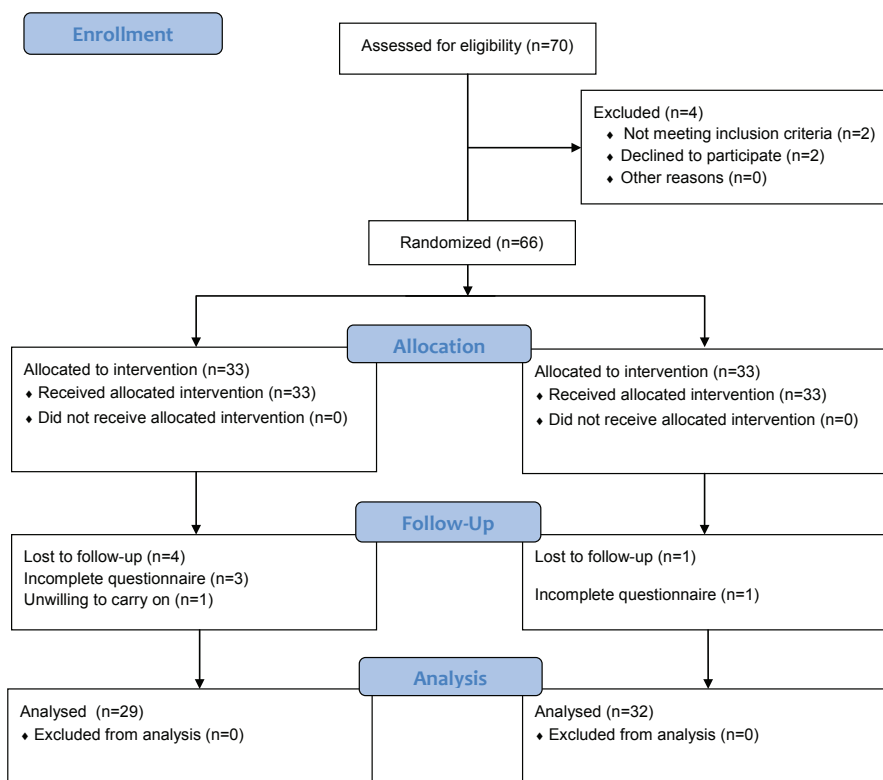 Enrollment
Assessed for eligibility (n=70)
Excluded (n=4)
♦ Not meeting inclusion criteria (n=2)
♦ Declined to participate (n=2)
♦ Other reasons (n=0)
Randomized (n=66)
Allocation
Allocated to intervention (n=33)
♦ Received allocated intervention (n=33)
♦ Did not receive allocated intervention (n=0)
Allocated to intervention (n=33)
♦ Received allocated intervention (n=33)
♦ Did not receive allocated intervention (n=0)
Follow-Up
Lost to follow-up (n=4)
Incomplete questionnaire (n=3)
Unwilling to carry on (n=1)
Lost to follow-up (n=1)
Incomplete questionnaire (n=1)
Analysis
Analysed (n=29)
♦ Excluded from analysis (n=0)
Analysed (n=32)
♦ Excluded from analysis (n=0)